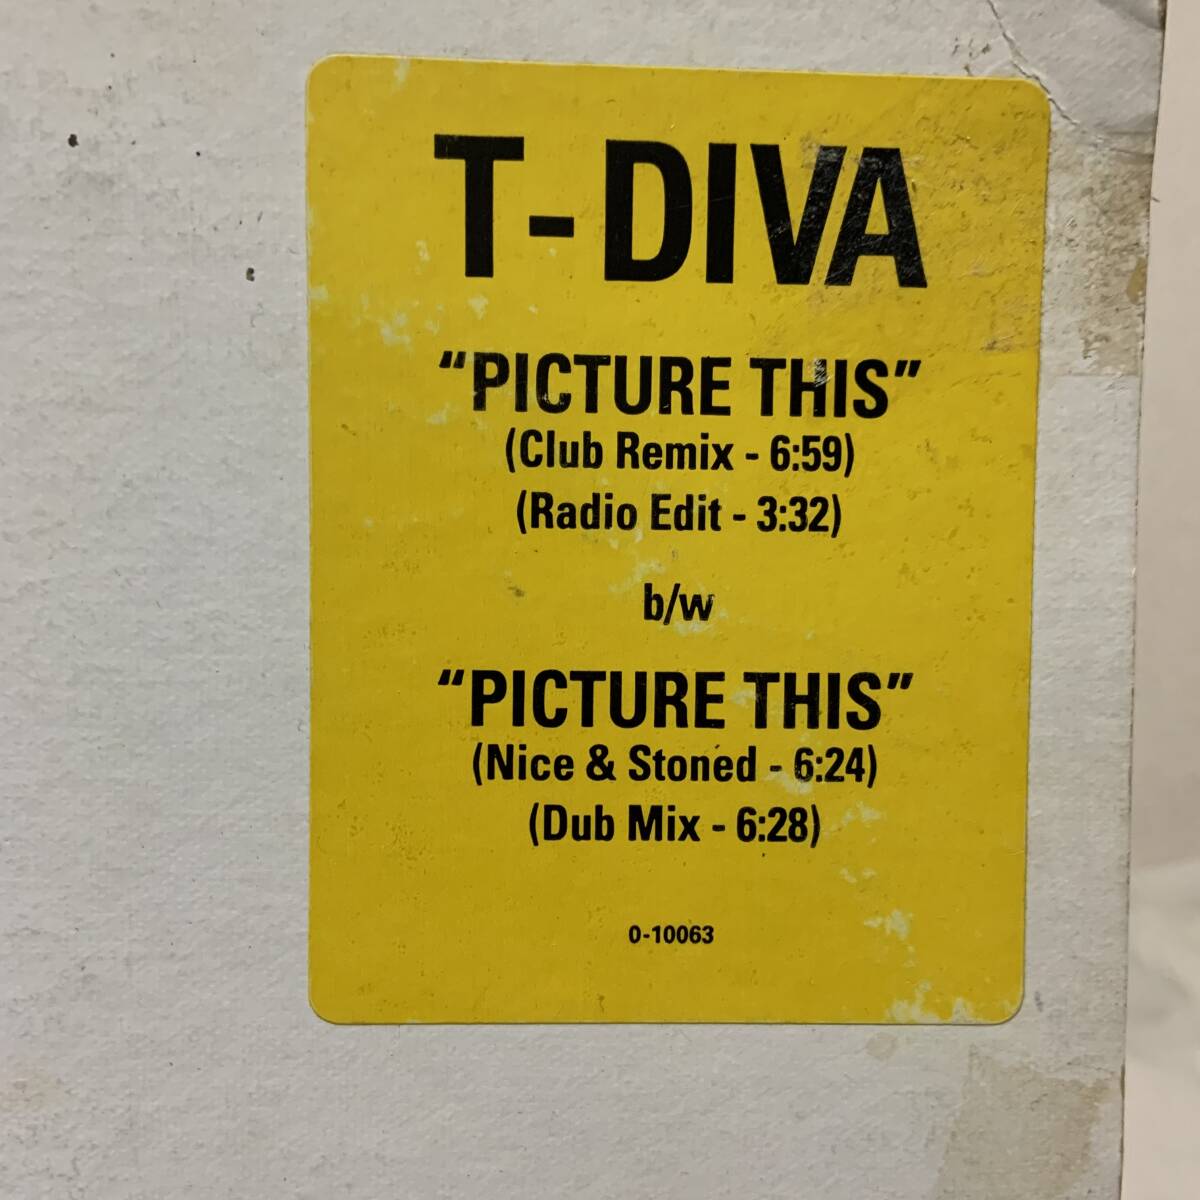 T-DIVA
“PICTURE THIS”
(Club Remix - 6:59)
(Radio Edit - 3:32)
b/w
“PICTURE THIS”
(Nice & Stoned - 6:24)
(Dub Mix - 6:28)
0-10063